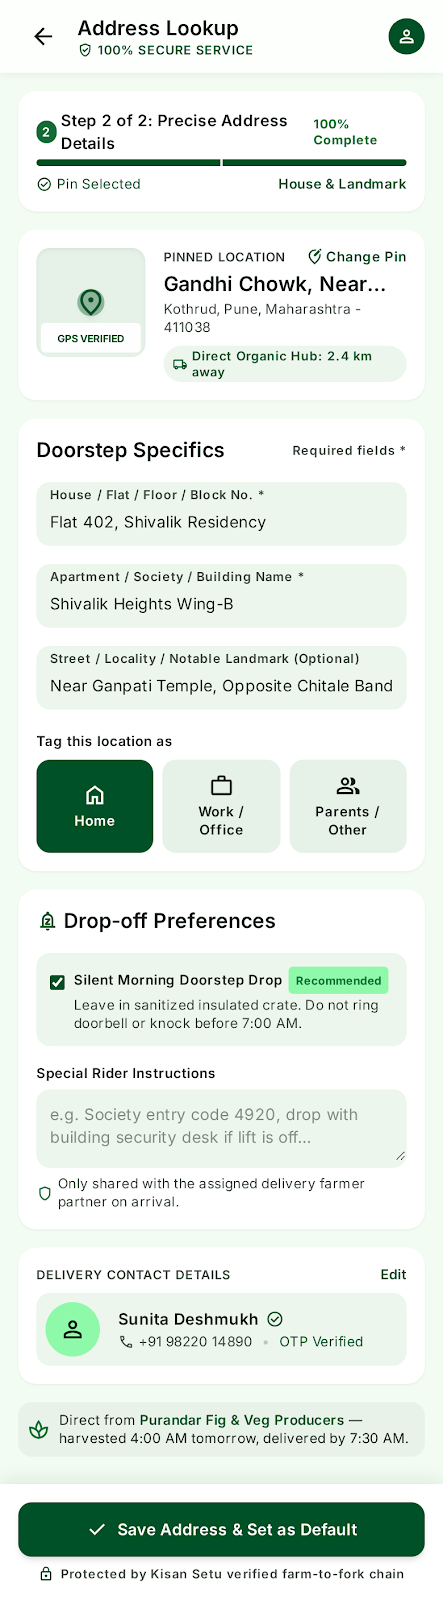 Address Lookup
100% SECURE SERVICE
2
Step 2 of 2: Precise Address
Details
100%
Complete
Pin Selected
House & Landmark
GPS VERIFIED
PINNED LOCATION
Change Pin
Gandhi Chowk, Near...
Kothrud, Pune, Maharashtra -
411038
Direct Organic Hub: 2.4 km
away
Doorstep Specifics
Required fields *
House / Flat / Floor / Block No. *
Flat 402, Shivalik Residency
Apartment / Society / Building Name *
Shivalik Heights Wing-B
Street / Locality / Notable Landmark (Optional)
Near Ganpati Temple, Opposite Chitale Band
Tag this location as
Home
Work /
Office
Parents /
Other
Drop-off Preferences
Silent Morning Doorstep Drop
Recommended
Leave in sanitized insulated crate. Do not ring
doorbell or knock before 7:00 AM.
Special Rider Instructions
e.g. Society entry code 4920, drop with
building security desk if lift is off...
Only shared with the assigned delivery farmer
partner on arrival.
DELIVERY CONTACT DETAILS
Edit
Sunita Deshmukh
+91 98220 14890 • OTP Verified
Direct from Purandar Fig & Veg Producers —
harvested 4:00 AM tomorrow, delivered by 7:30 AM.
Save Address & Set as Default
Protected by Kisan Setu verified farm-to-fork chain